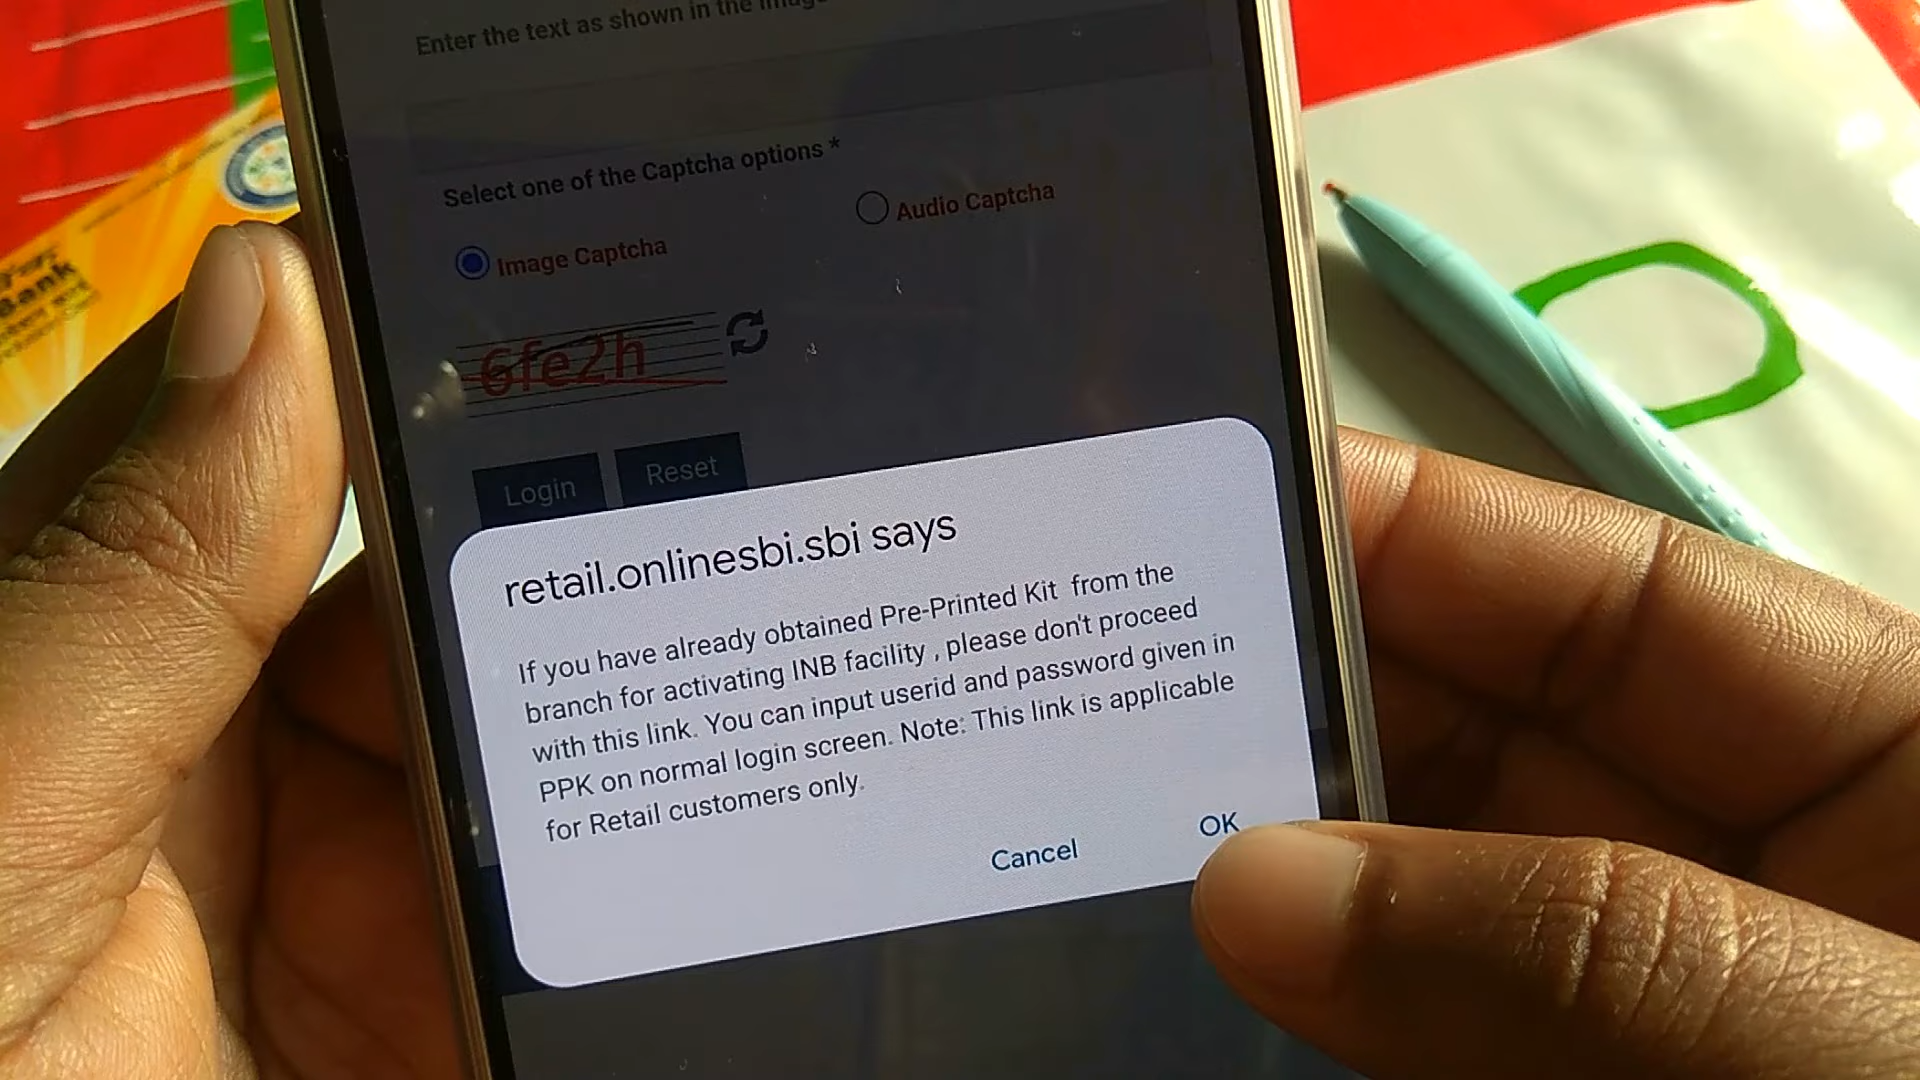 Enter the text as shown in the image
Select one of the Captcha options *
Image Captcha
Audio Captcha
6fe2h
Login
Reset
retail.onlinesbi.sbi says
If you have already obtained Pre-Printed Kit from the
branch for activating INB facility , please don't proceed
with this link. You can input userid and password given in
PPK on normal login screen. Note: This link is applicable
for Retail customers only.
Cancel
OK
Bank